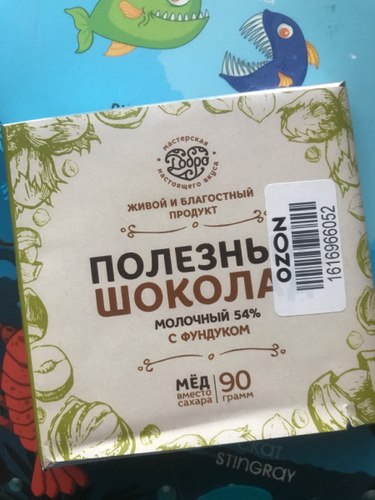 мастерская
Добро
настоящего вкуса
ЖИВОЙ И БЛАГОСТНЫЙ
ПРОДУКТ
ПОЛЕЗНЫ
ШОКОЛА
МОЛОЧНЫЙ 54%
С ФУНДУКОМ
МЁД
вместо
сахара
90
грамм
OZON
1616966052
СКАТ
STINGRAY